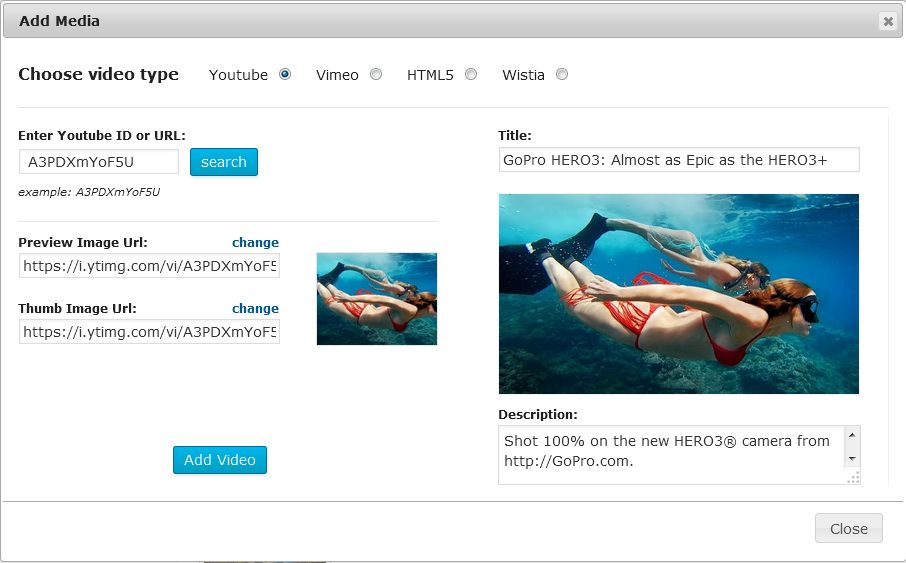 Add Media
Choose video type
Youtube
Vimeo
HTML5
Wistia
Enter Youtube ID or URL:
A3PDXmYoF5U
search
example: A3PDXmYoF5U
Preview Image Url:
change
https://i.ytimg.com/vi/A3PDXmYoF5
Thumb Image Url:
change
https://i.ytimg.com/vi/A3PDXmYoF5
Add Video
Title:
GoPro HERO3: Almost as Epic as the HERO3+
Description:
Shot 100% on the new HERO3® camera from
http://GoPro.com.
Close